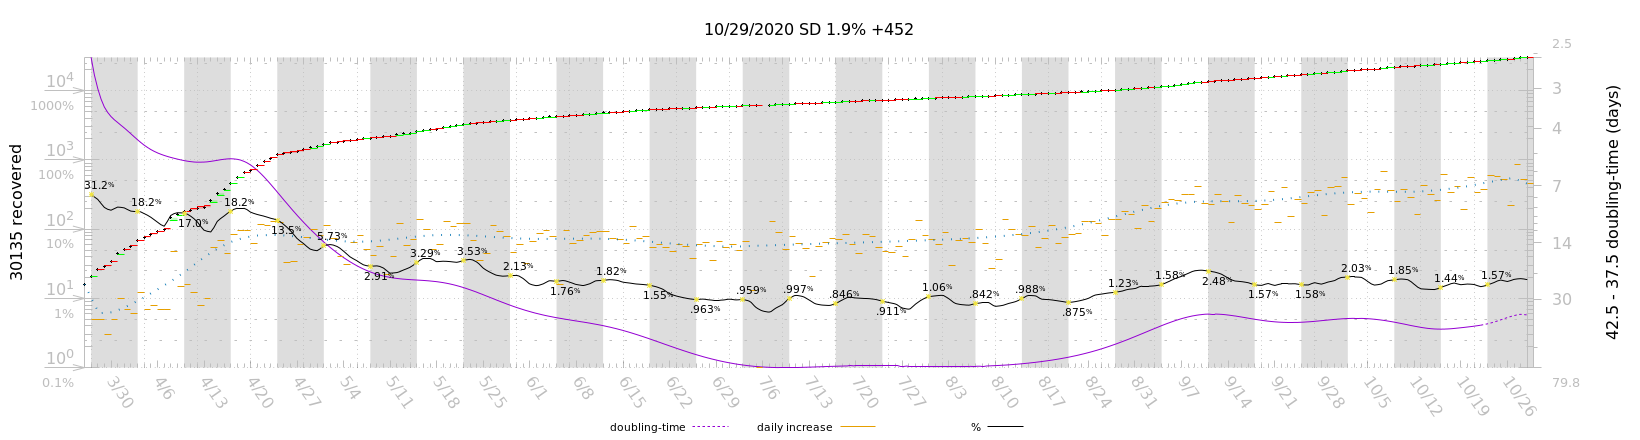 10/29/2020 SD 1.9% +452
30135 recovered
10⁴
1000%
10³
100%
10²
10%
10¹
1%
10⁰
0.1%
31.2% 18.2% 17.0% 18.2% 13.5% 5.73% 2.91% 3.29% 3.53% 2.13% 1.76% 1.82% 1.55% .963% .959% .997% .846% .911% 1.06% .842% .988% .875% 1.23% 1.58% 2.48% 1.57% 1.58% 2.03% 1.85% 1.44% 1.57%
2.5
3
4
7
14
30
79.8
42.5 - 37.5 doubling-time (days)
3/30 4/6 4/13 4/20 4/27 5/4 5/11 5/18 5/25 6/1 6/8 6/15 6/22 6/29 7/6 7/13 7/20 7/27 8/3 8/10 8/17 8/24 8/31 9/7 9/14 9/21 9/28 10/5 10/12 10/19 10/26
doubling-time daily increase %